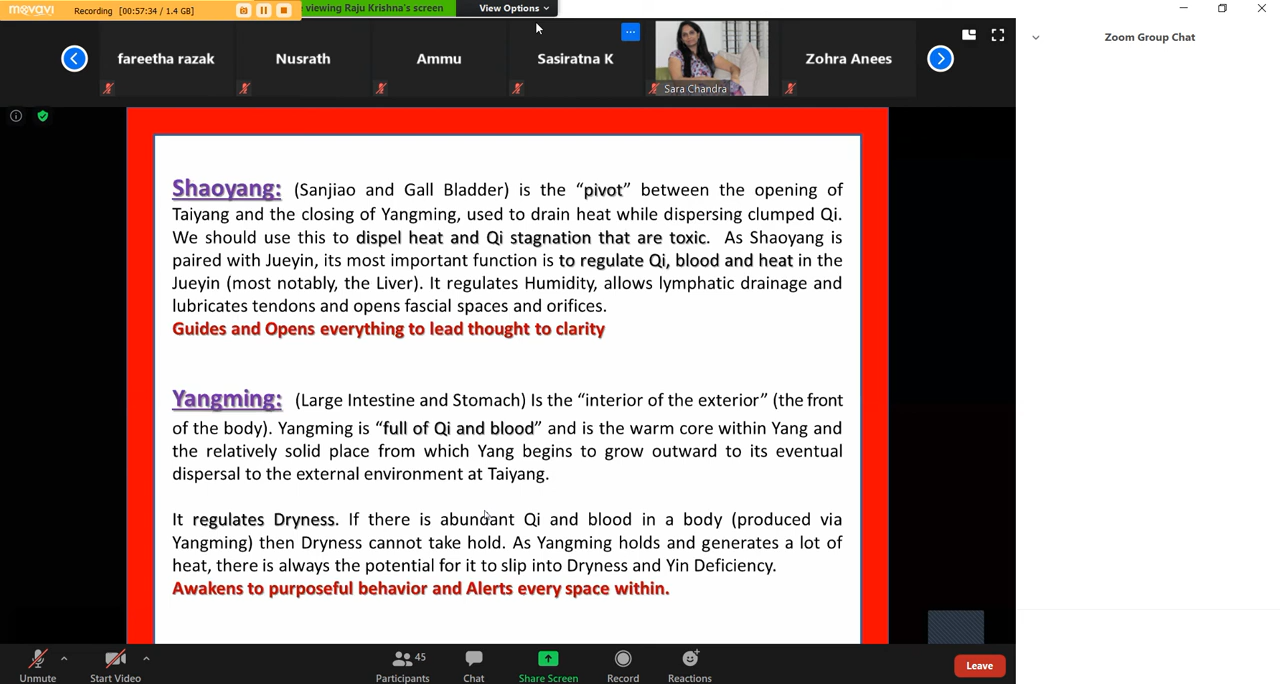 movavi Recording [00:57:34 / 1.4 GB] viewing Raju Krishna's screen View Options
fareetha razak Nusrath Ammu Sasiratna K Sara Chandra Zohra Anees
Zoom Group Chat
Shaoyang: (Sanjiao and Gall Bladder) is the “pivot” between the opening of
Taiyang and the closing of Yangming, used to drain heat while dispersing clumped Qi.
We should use this to dispel heat and Qi stagnation that are toxic. As Shaoyang is
paired with Jueyin, its most important function is to regulate Qi, blood and heat in the
Jueyin (most notably, the Liver). It regulates Humidity, allows lymphatic drainage and
lubricates tendons and opens fascial spaces and orifices.
Guides and Opens everything to lead thought to clarity
Yangming: (Large Intestine and Stomach) Is the “interior of the exterior” (the front
of the body). Yangming is “full of Qi and blood” and is the warm core within Yang and
the relatively solid place from which Yang begins to grow outward to its eventual
dispersal to the external environment at Taiyang.
It regulates Dryness. If there is abundant Qi and blood in a body (produced via
Yangming) then Dryness cannot take hold. As Yangming holds and generates a lot of
heat, there is always the potential for it to slip into Dryness and Yin Deficiency.
Awakens to purposeful behavior and Alerts every space within.
45
Unmute Start Video Participants Chat Share Screen Record Reactions Leave